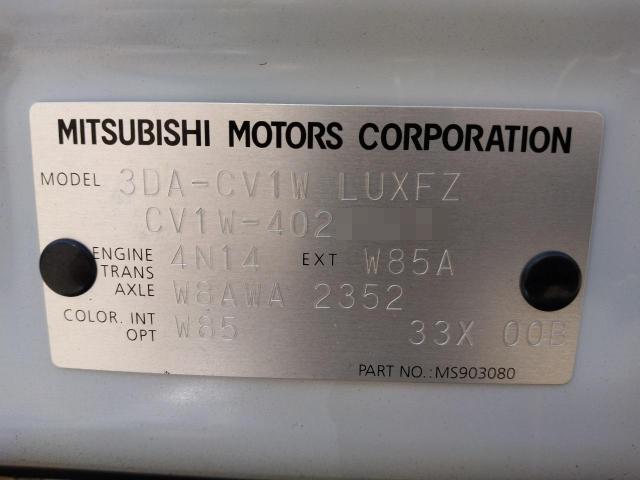 MITSUBISHI MOTORS CORPORATION
MODEL 3DA-CV1W LUXFZ
CV1W-402
ENGINE 4N14 EXT W85A
TRANS AXLE W8AWA 2352
COLOR. INT OPT W85 33X 00B
PART NO.:MS903080